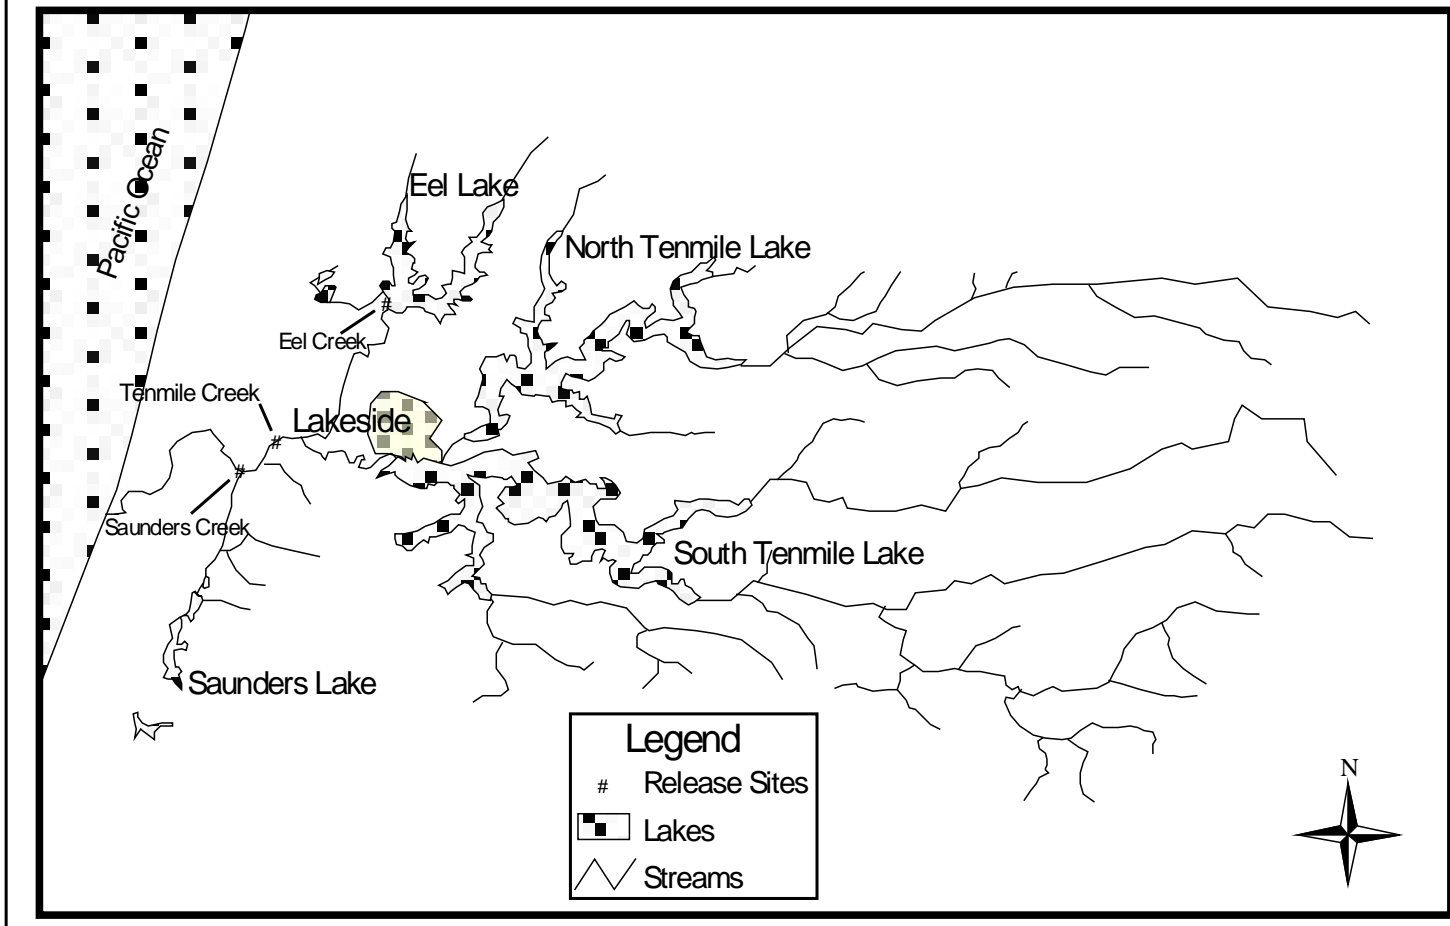 Pacific Ocean
Eel Lake
North Tenmile Lake
#
Eel Creek
Tenmile Creek
Lakeside
#
#
Saunders Creek
South Tenmile Lake
Saunders Lake
Legend
# Release Sites
Lakes
Streams
N